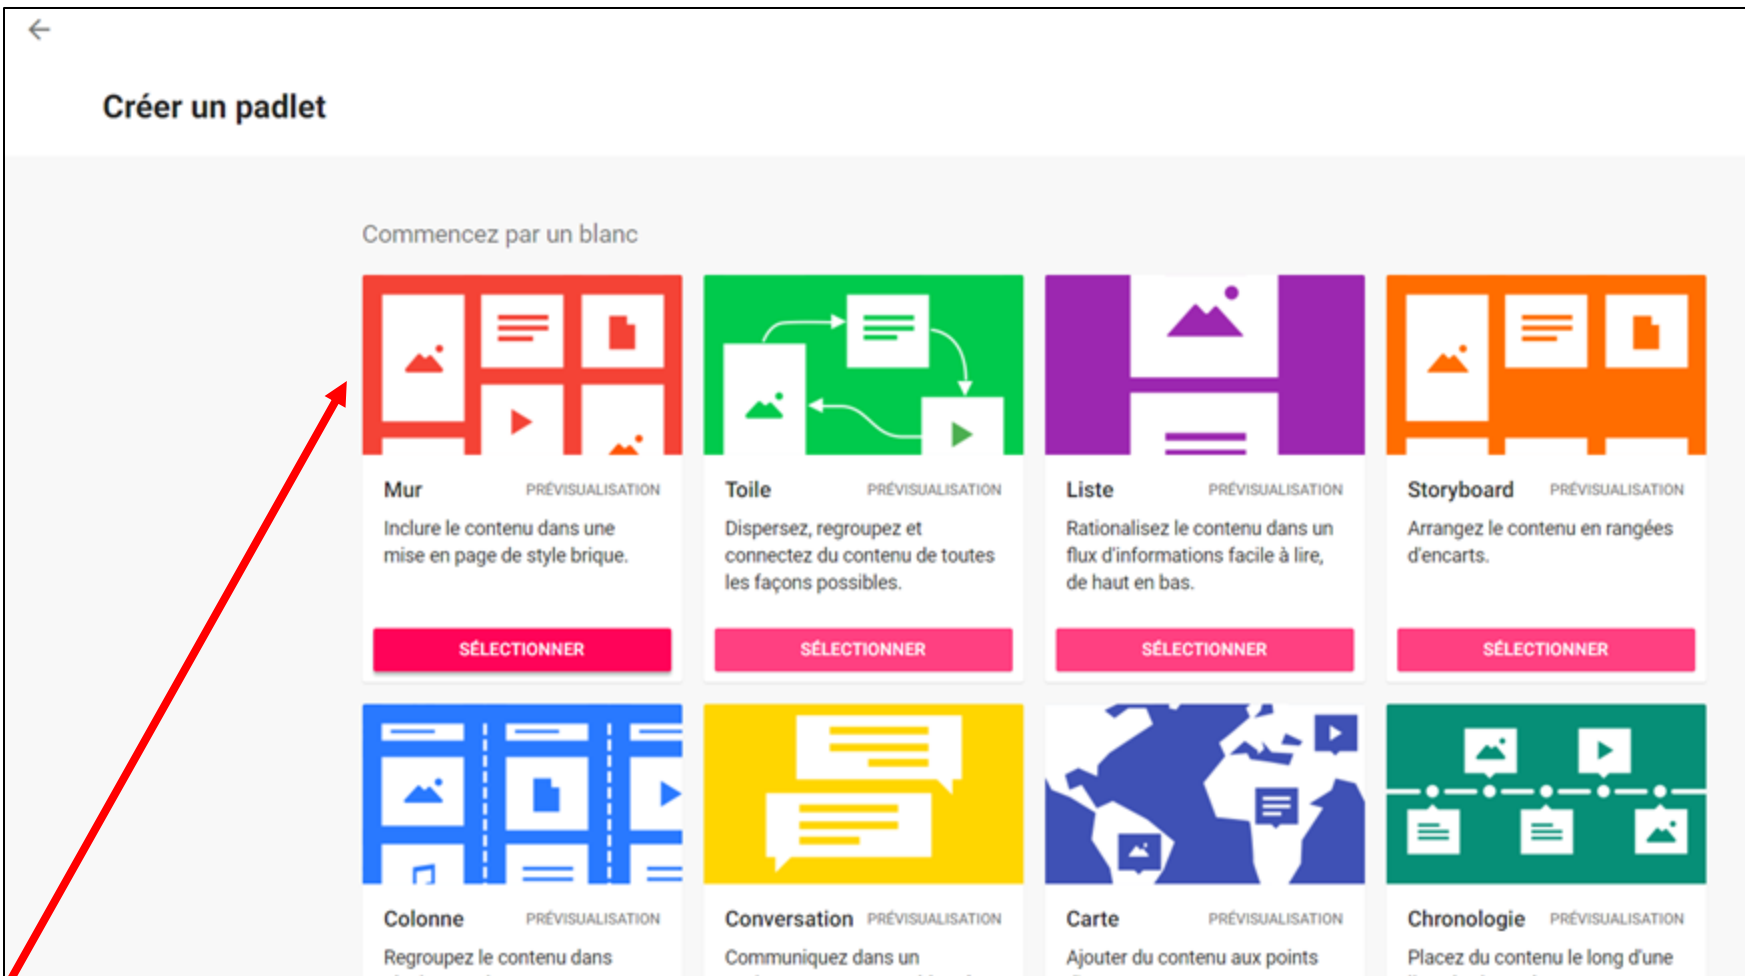 Créer un padlet
Commencez par un blanc
Mur PRÉVISUALISATION
Inclure le contenu dans une
mise en page de style brique.
SÉLECTIONNER
Toile PRÉVISUALISATION
Dispersez, regroupez et
connectez du contenu de toutes
les façons possibles.
SÉLECTIONNER
Liste PRÉVISUALISATION
Rationalisez le contenu dans un
flux d'informations facile à lire,
de haut en bas.
SÉLECTIONNER
Storyboard PRÉVISUALISATION
Arrangez le contenu en rangées
d'encarts.
SÉLECTIONNER
Colonne PRÉVISUALISATION
Regroupez le contenu dans
Conversation PRÉVISUALISATION
Communiquez dans un
Carte PRÉVISUALISATION
Ajouter du contenu aux points
Chronologie PRÉVISUALISATION
Placez du contenu le long d'une